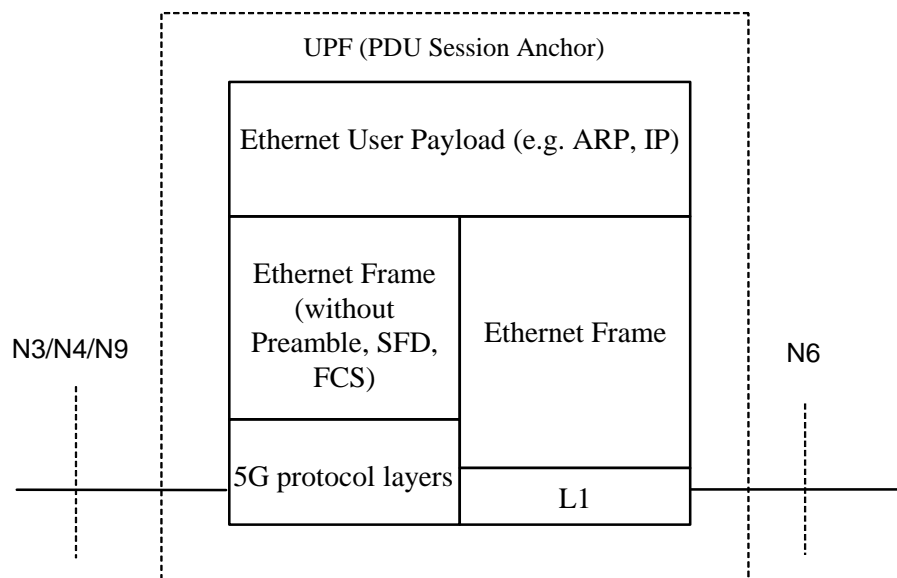 UPF (PDU Session Anchor)
Ethernet User Payload (e.g. ARP, IP)
Ethernet Frame
(without
Preamble, SFD,
FCS)
Ethernet Frame
N3/N4/N9
N6
5G protocol layers
L1